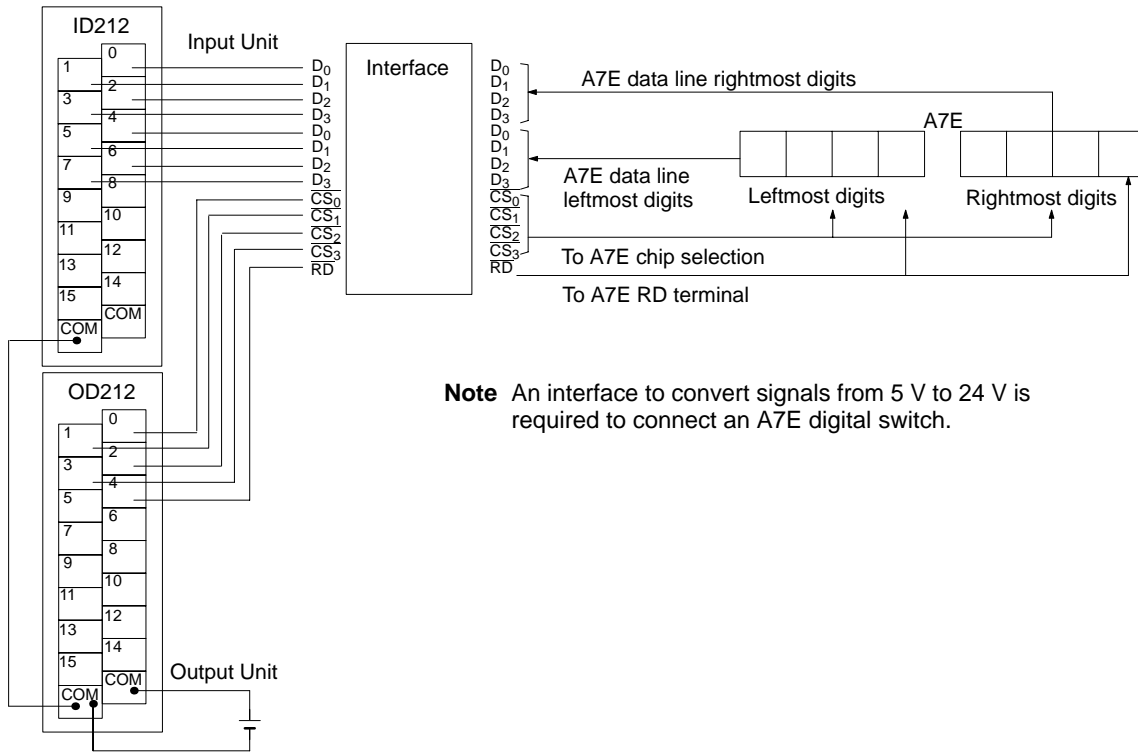 ID212
Input Unit
0
1
2
3
4
5
6
7
8
9
10
11
12
13
14
15
COM
COM
D0
D1
D2
D3
D0
D1
D2
D3
CS0
CS1
CS2
CS3
RD
Interface
D0
D1
D2
D3
D0
D1
D2
D3
CS0
CS1
CS2
CS3
RD
A7E data line rightmost digits
A7E
A7E data line
leftmost digits
Leftmost digits
Rightmost digits
To A7E chip selection
To A7E RD terminal
Note An interface to convert signals from 5 V to 24 V is
required to connect an A7E digital switch.
OD212
0
1
2
3
4
5
6
7
8
9
10
11
12
13
14
15
COM
COM
Output Unit